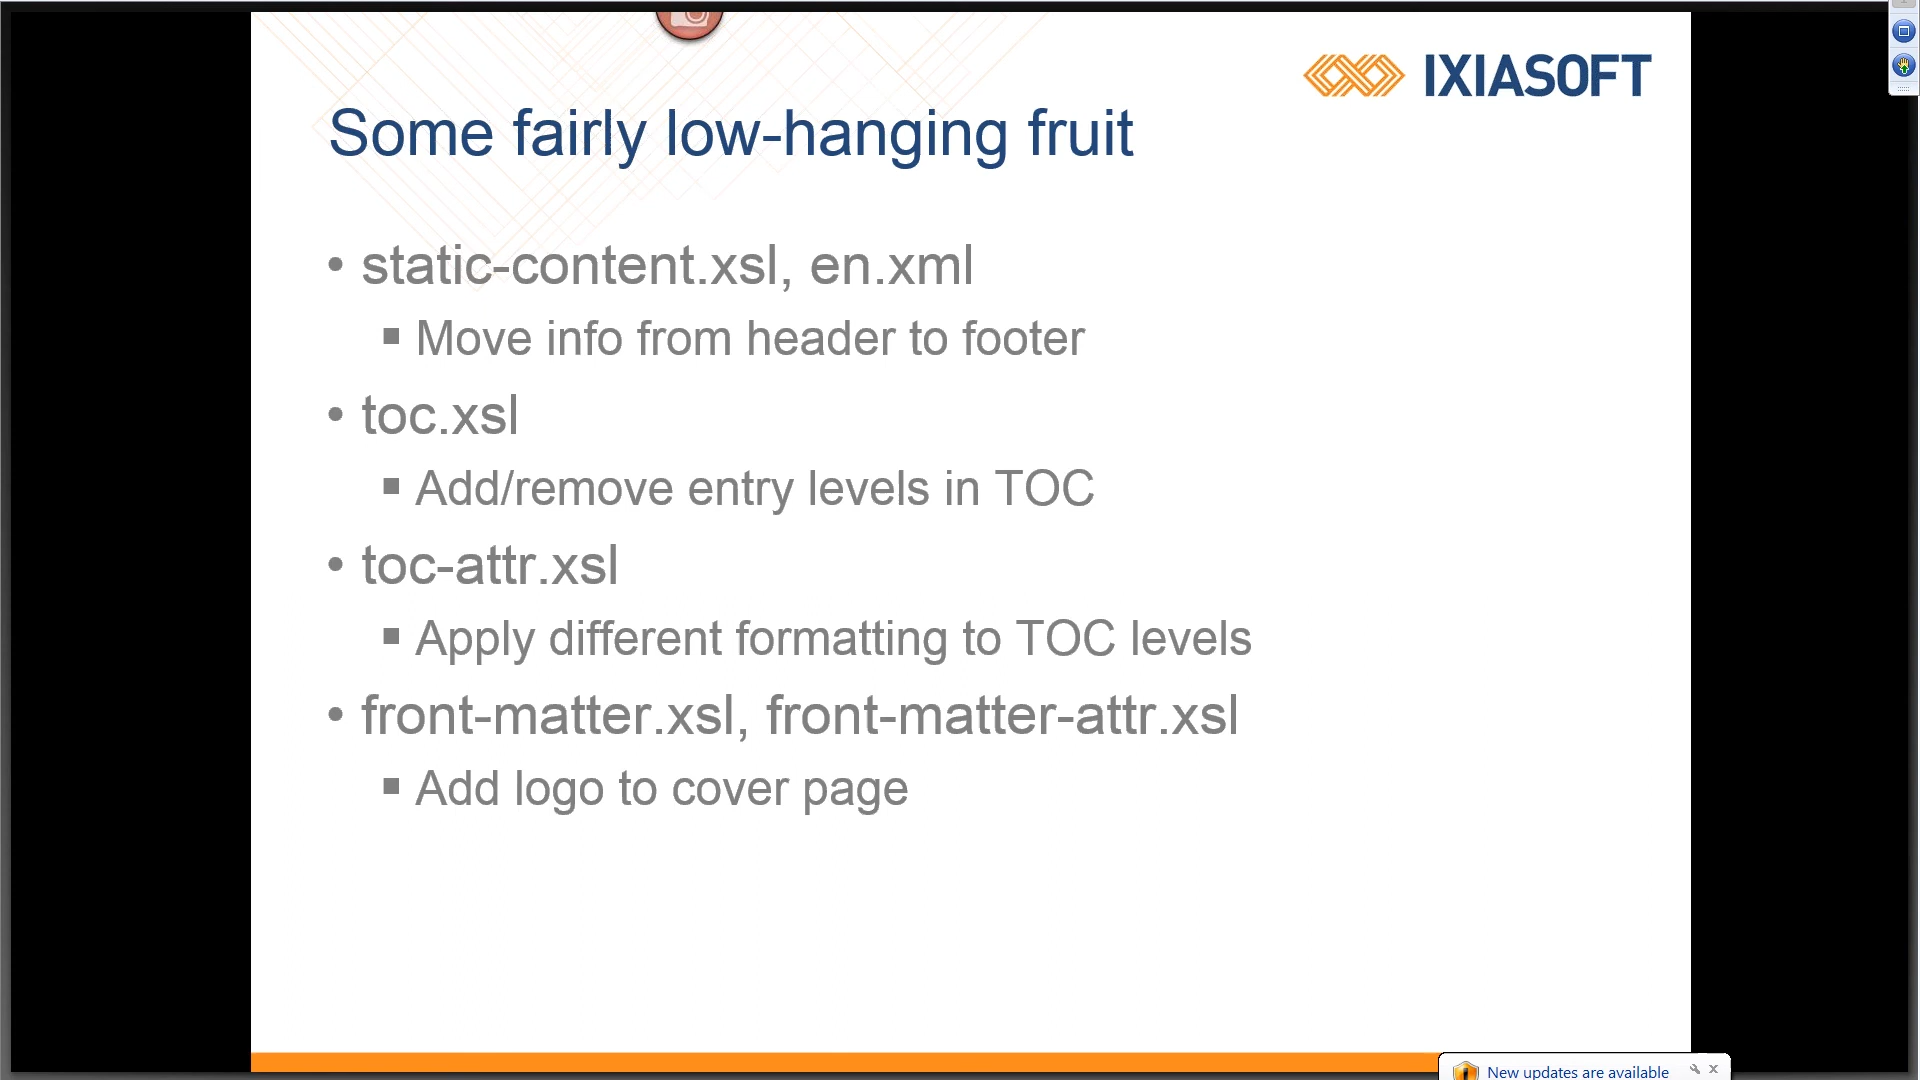 IXIASOFT
Some fairly low-hanging fruit
• static-content.xsl, en.xml
▪ Move info from header to footer
• toc.xsl
▪ Add/remove entry levels in TOC
• toc-attr.xsl
▪ Apply different formatting to TOC levels
• front-matter.xsl, front-matter-attr.xsl
▪ Add logo to cover page
New updates are available